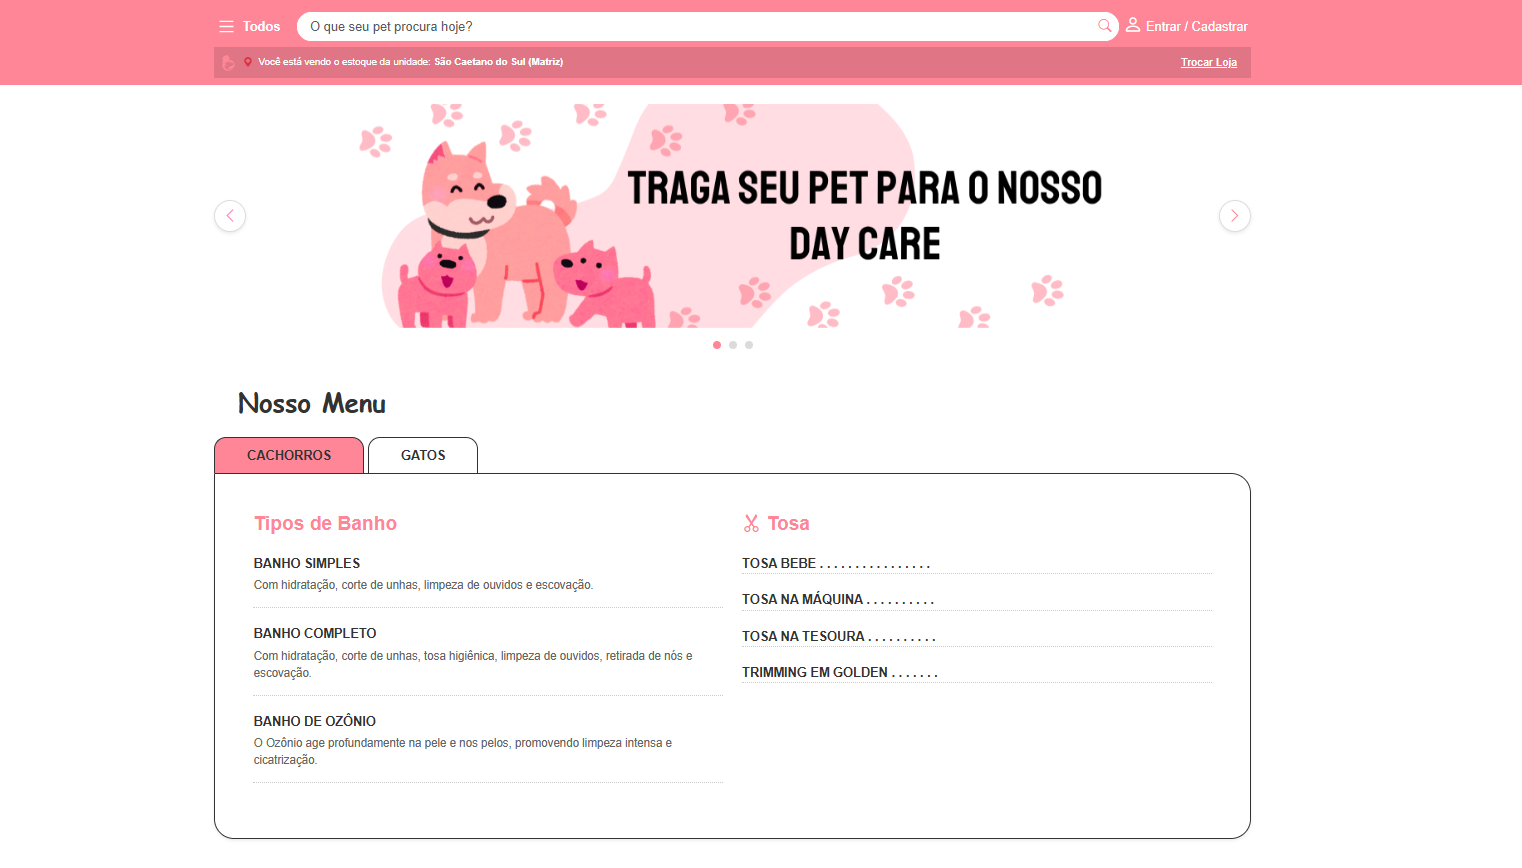 Todos
O que seu pet procura hoje?
Entrar / Cadastrar
Você está vendo o estoque da unidade: São Caetano do Sul (Matriz)
Trocar Loja
TRAGA SEU PET PARA O NOSSO
DAY CARE
Nosso Menu
CACHORROS
GATOS
Tipos de Banho
BANHO SIMPLES
Com hidratação, corte de unhas, limpeza de ouvidos e escovação.
BANHO COMPLETO
Com hidratação, corte de unhas, tosa higiênica, limpeza de ouvidos, retirada de nós e
escovação.
BANHO DE OZÔNIO
O Ozônio age profundamente na pele e nos pelos, promovendo limpeza intensa e
cicatrização.
Tosa
TOSA BEBE . . . . . . . . . . . . . . . .
TOSA NA MÁQUINA . . . . . . . . . .
TOSA NA TESOURA . . . . . . . . . .
TRIMMING EM GOLDEN . . . . . . .